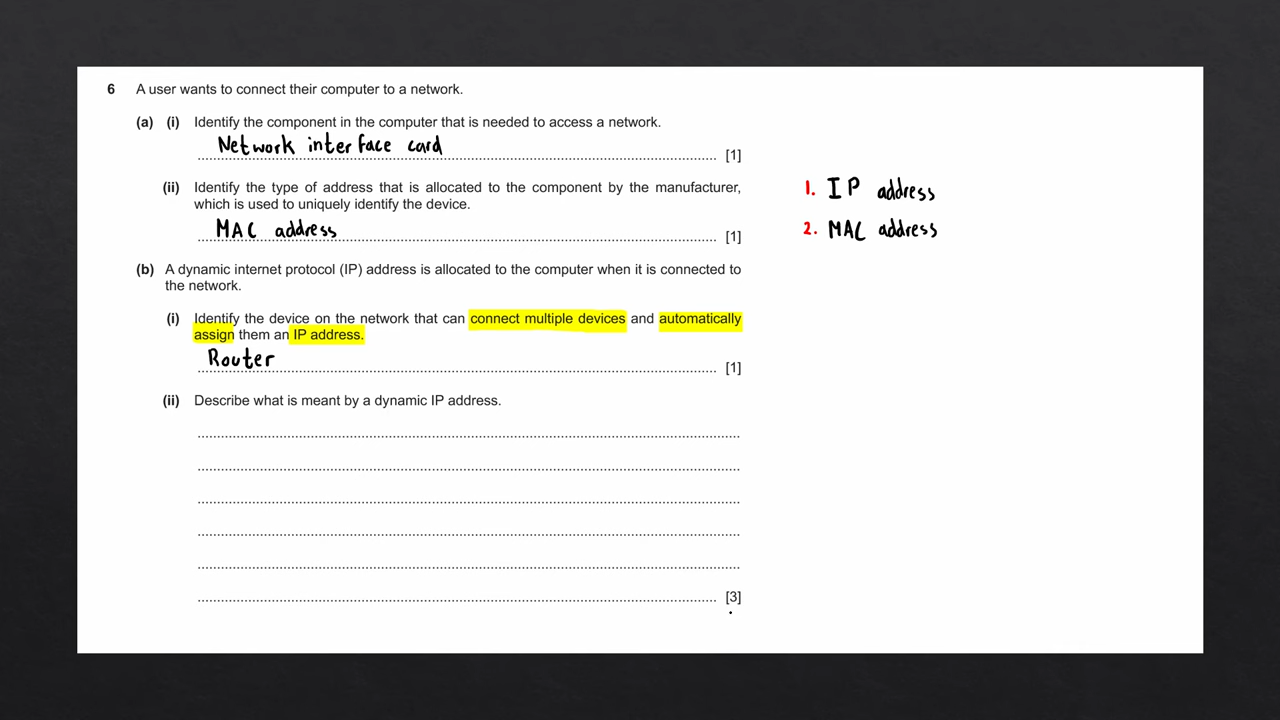 6 A user wants to connect their computer to a network.
(a) (i) Identify the component in the computer that is needed to access a network.
Network interface card
[1]
(ii) Identify the type of address that is allocated to the component by the manufacturer,
which is used to uniquely identify the device.
MAC address
[1]
1. IP address
2. MAC address
(b) A dynamic internet protocol (IP) address is allocated to the computer when it is connected to
the network.
(i) Identify the device on the network that can connect multiple devices and automatically
assign them an IP address.
Router
[1]
(ii) Describe what is meant by a dynamic IP address.
[3]